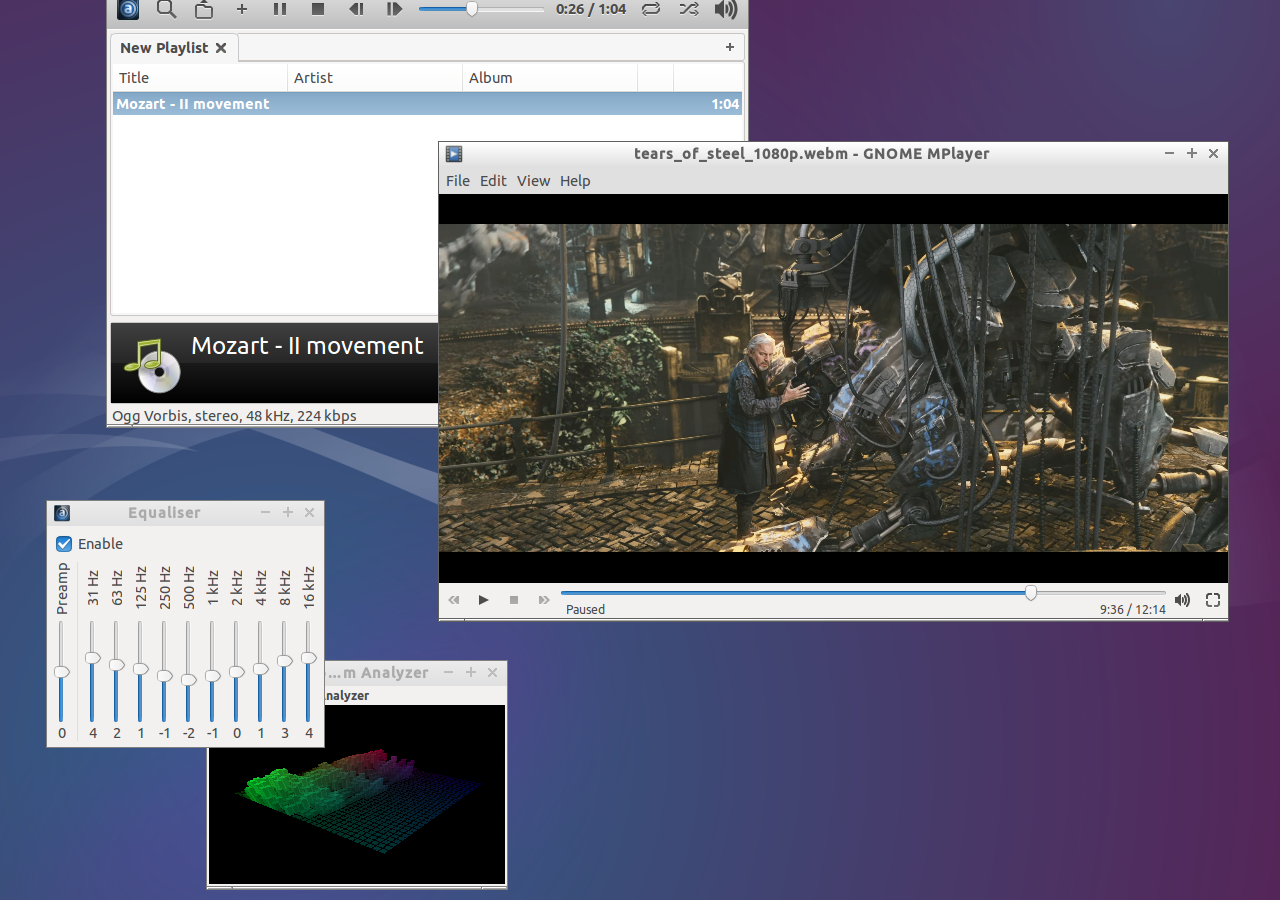 0:26 / 1:04
New Playlist
Title Artist Album
Mozart - II movement 1:04
Mozart - II movement
Ogg Vorbis, stereo, 48 kHz, 224 kbps
tears_of_steel_1080p.webm - GNOME MPlayer
File Edit View Help
Paused 9:36 / 12:14
Equaliser
Enable
Preamp 31 Hz 63 Hz 125 Hz 250 Hz 500 Hz 1 kHz 2 kHz 4 kHz 8 kHz 16 kHz
0 4 2 1 -1 -2 -1 0 1 3 4
...m Analyzer
nalyzer